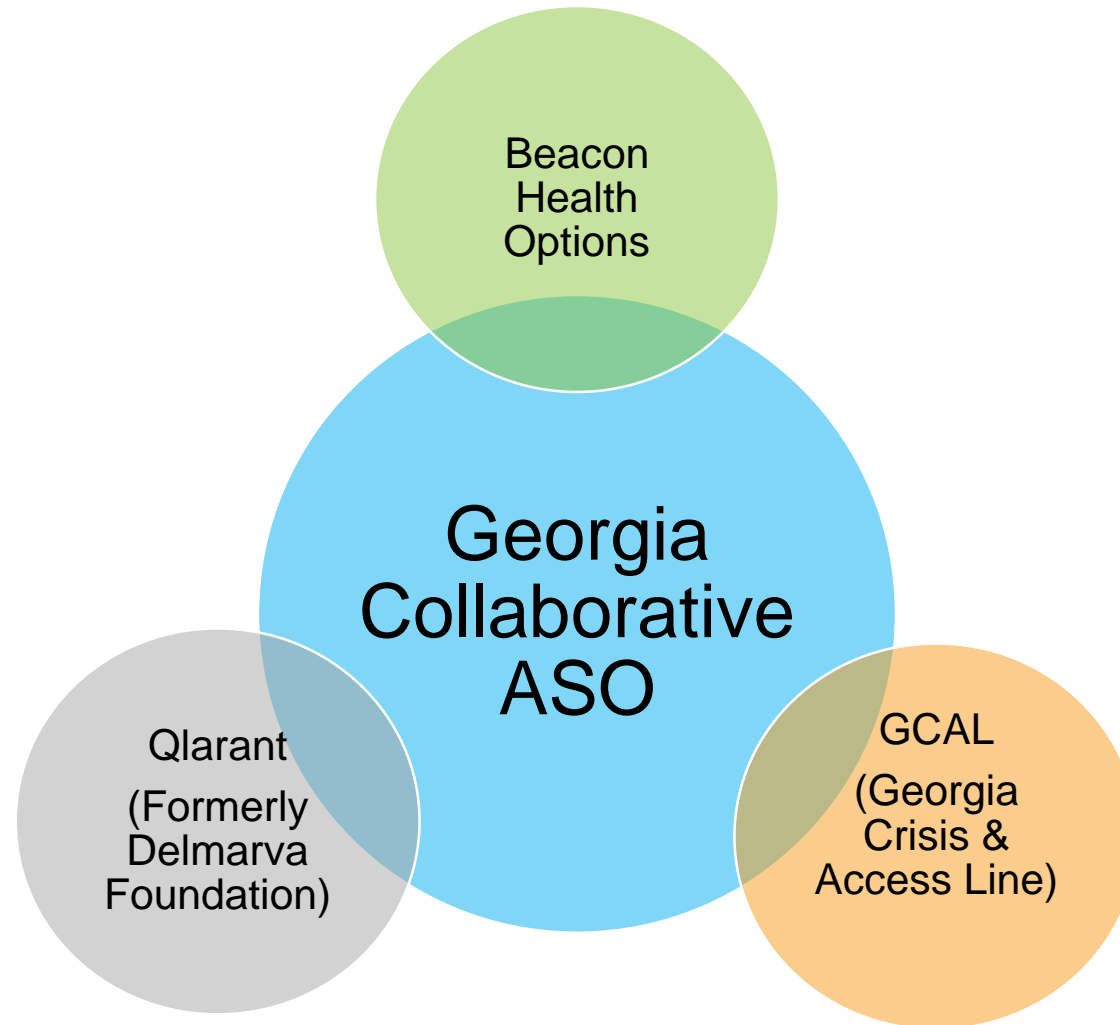 Beacon
Health
Options
Georgia
Collaborative
ASO
Qlarant
(Formerly
Delmarva
Foundation)
GCAL
(Georgia
Crisis &
Access Line)